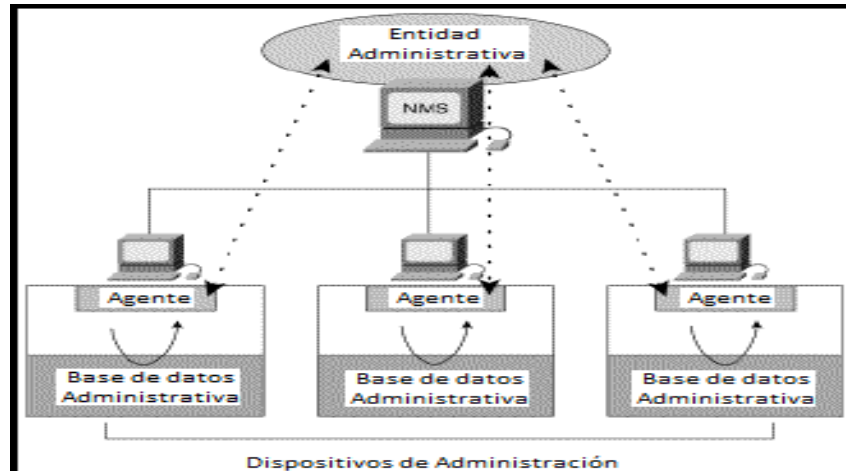 Entidad
Administrativa
NMS
Agente
Agente
Agente
Base de datos
Administrativa
Base de datos
Administrativa
Base de datos
Administrativa
Dispositivos de Administración